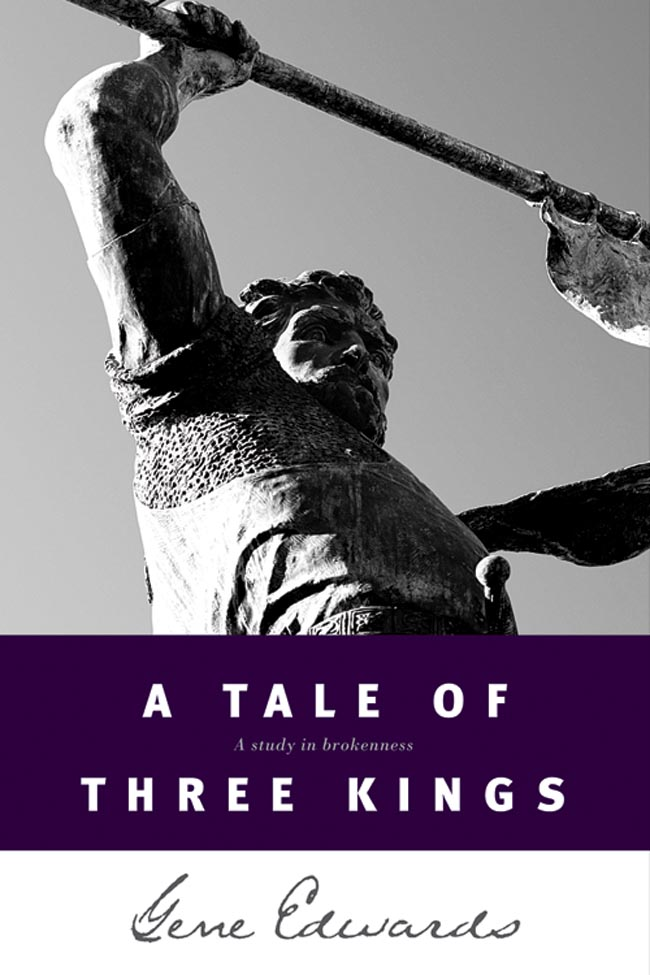 A TALE OF
A study in brokenness
THREE KINGS
Gene Edwards